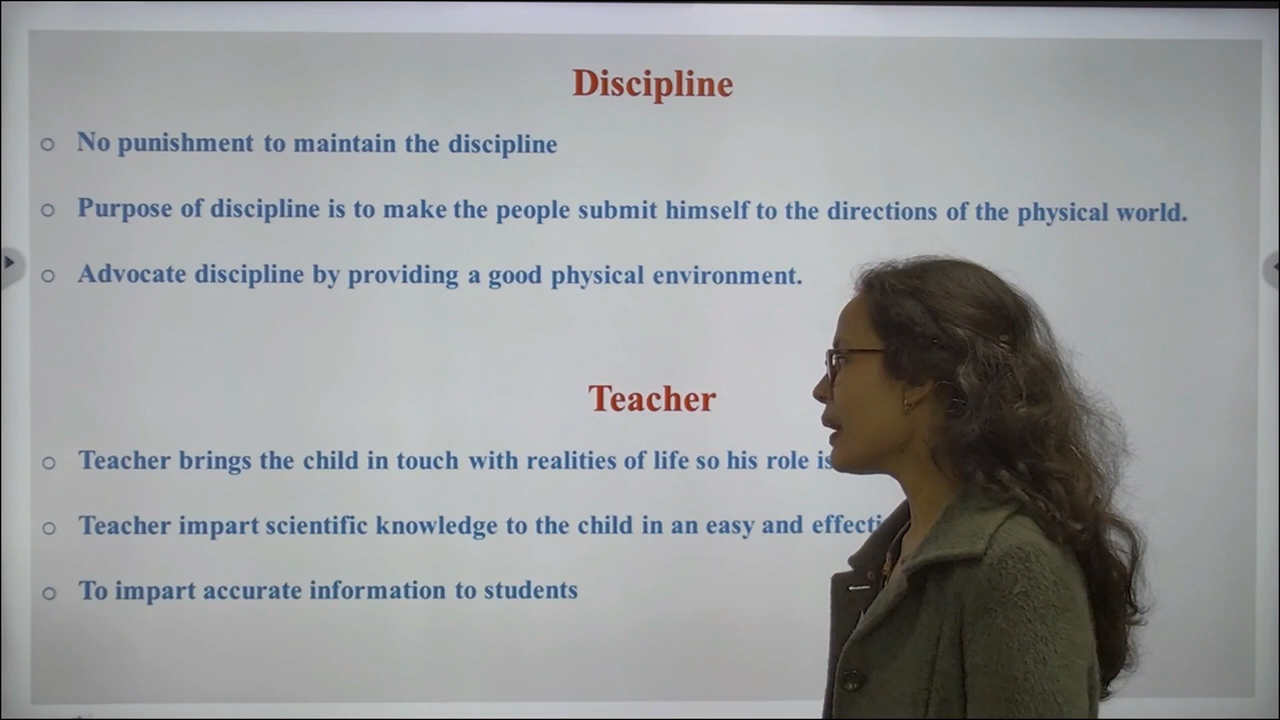 Discipline
No punishment to maintain the discipline
Purpose of discipline is to make the people submit himself to the directions of the physical world.
Advocate discipline by providing a good physical environment.
Teacher
Teacher brings the child in touch with realities of life so his role is
Teacher impart scientific knowledge to the child in an easy and
To impart accurate information to students